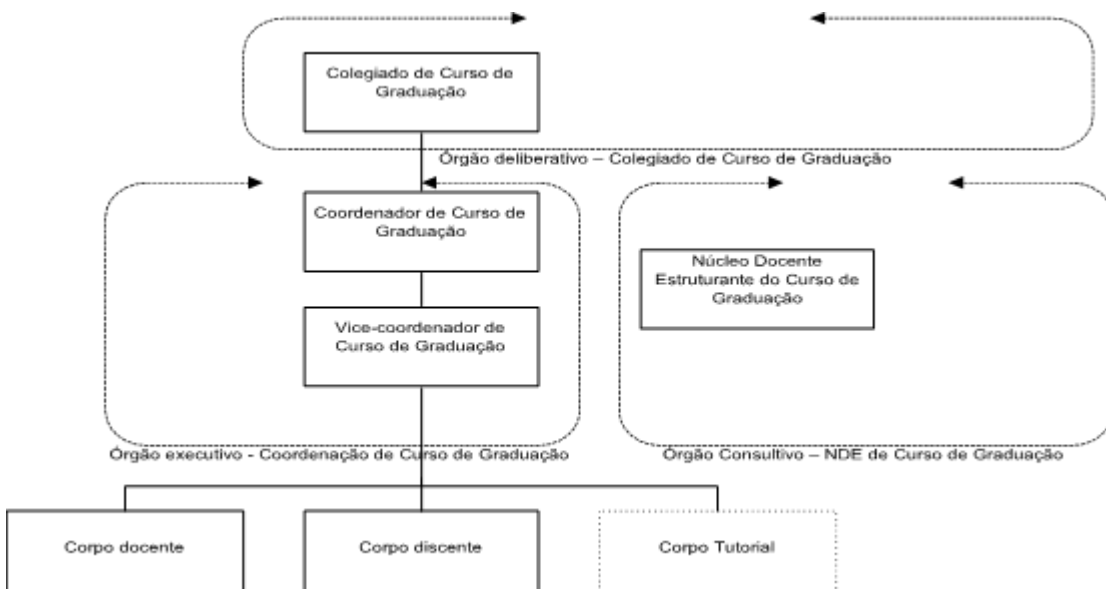 Colegiado de Curso de
Graduação
Órgão deliberativo – Colegiado de Curso de Graduação
Coordenador de Curso de
Graduação
Núcleo Docente
Estruturante do Curso de
Graduação
Vice-coordenador de
Curso de Graduação
Órgão executivo - Coordenação de Curso de Graduação
Órgão Consultivo – NDE de Curso de Graduação
Corpo docente
Corpo discente
Corpo Tutorial